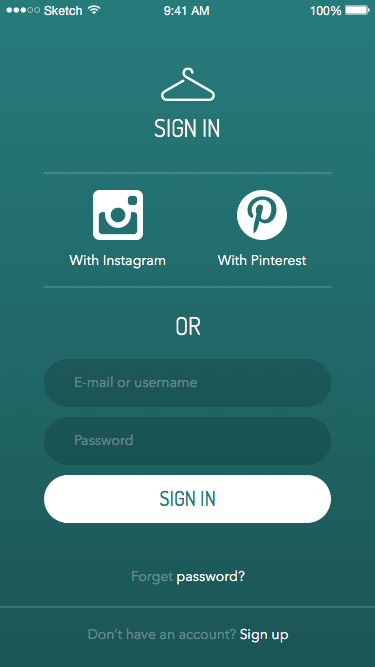 Sketch 9:41 AM 100%
SIGN IN
With Instagram With Pinterest
OR
E-mail or username
Password
SIGN IN
Forget password?
Don't have an account? Sign up